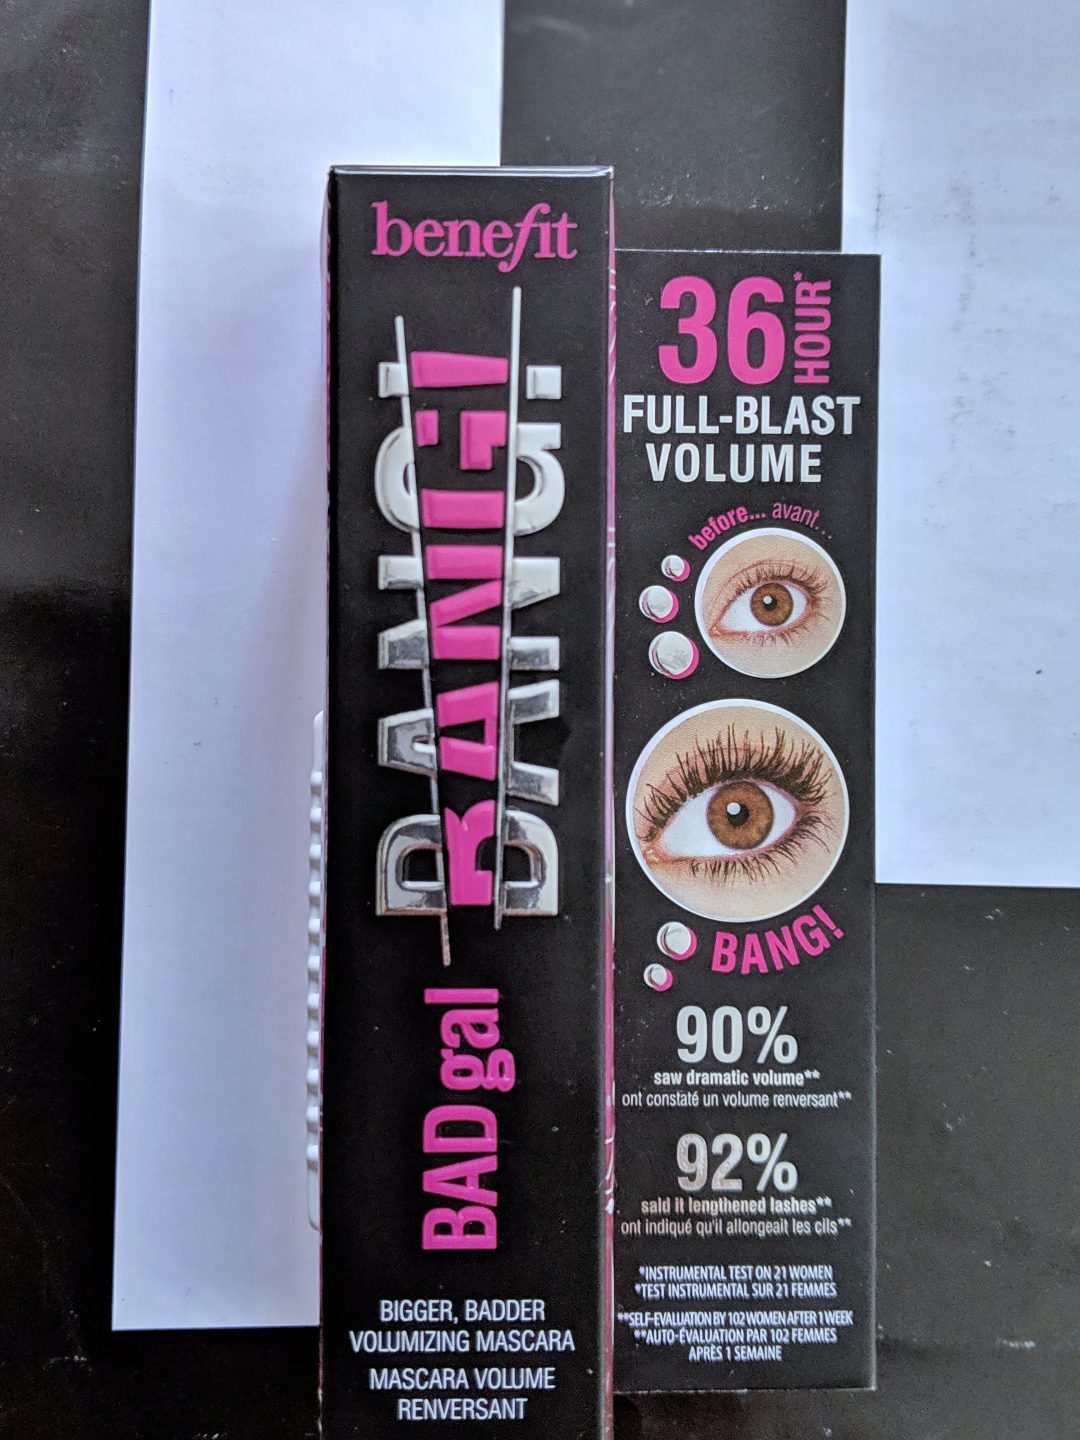 benefit
BAD gal
BANG!
BIGGER, BADDER
VOLUMIZING MASCARA
MASCARA VOLUME
RENVERSANT
36 HOUR*
FULL-BLAST
VOLUME
before... avant...
BANG!
90%
saw dramatic volume**
ont constaté un volume renversant**
92%
said it lengthened lashes**
ont indiqué qu'il allongeait les cils**
*INSTRUMENTAL TEST ON 21 WOMEN
*TEST INSTRUMENTAL SUR 21 FEMMES
**SELF-EVALUATION BY 102 WOMEN AFTER 1 WEEK
**AUTO-ÉVALUATION PAR 102 FEMMES
APRÈS 1 SEMAINE